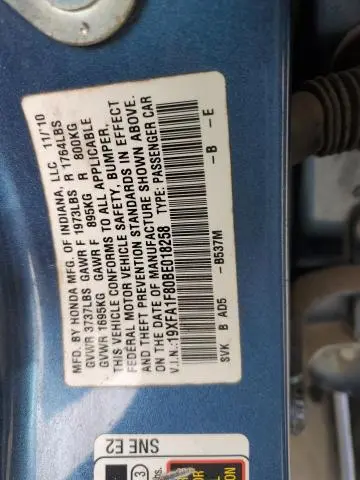 MFD. BY HONDA MFG. OF INDIANA, LLC 11/'10
GVWR 3737LBS GAWR F 1973LBS R 1764LBS
GVWR 1695KG GAWR F 895KG R 800KG
THIS VEHICLE CONFORMS TO ALL APPLICABLE
FEDERAL MOTOR VEHICLE SAFETY, BUMPER,
AND THEFT PREVENTION STANDARDS IN EFFECT
ON THE DATE OF MANUFACTURE SHOWN ABOVE.
V.I.N.:19XFA1F80BE018258 TYPE: PASSENGER CAR
SVK B AD5 -B537M -B -E
SNE E2
3